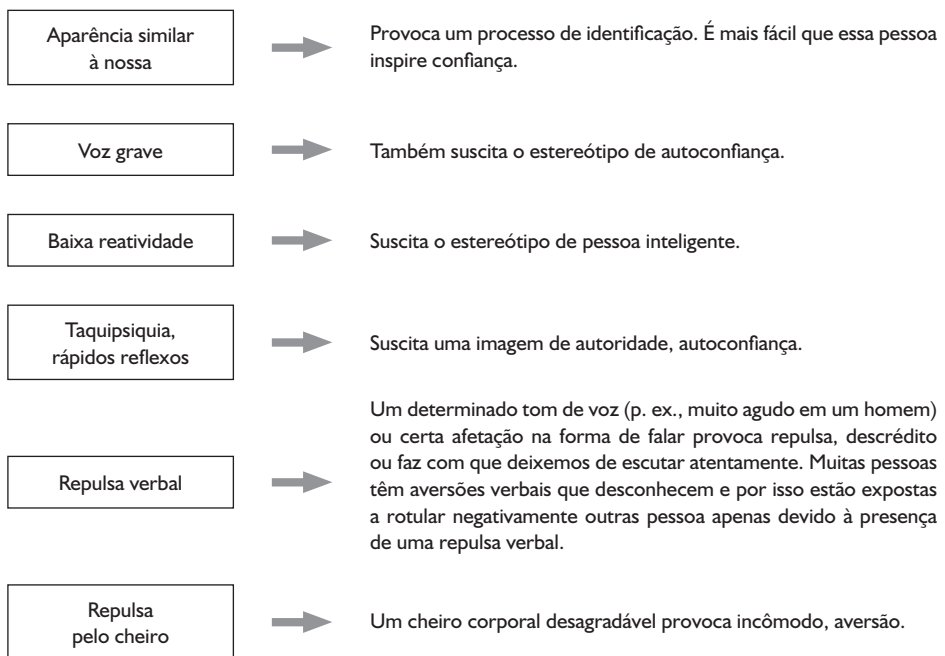 Aparência similar
à nossa
Provoca um processo de identificação. É mais fácil que essa pessoa
inspire confiança.
Voz grave
Também suscita o estereótipo de autoconfiança.
Baixa reatividade
Suscita o estereótipo de pessoa inteligente.
Taquipsiquia,
rápidos reflexos
Suscita uma imagem de autoridade, autoconfiança.
Repulsa verbal
Um determinado tom de voz (p. ex., muito agudo em um homem)
ou certa afetação na forma de falar provoca repulsa, descrédito
ou faz com que deixemos de escutar atentamente. Muitas pessoas
têm aversões verbais que desconhecem e por isso estão expostas
a rotular negativamente outras pessoa apenas devido à presença
de uma repulsa verbal.
Repulsa
pelo cheiro
Um cheiro corporal desagradável provoca incômodo, aversão.